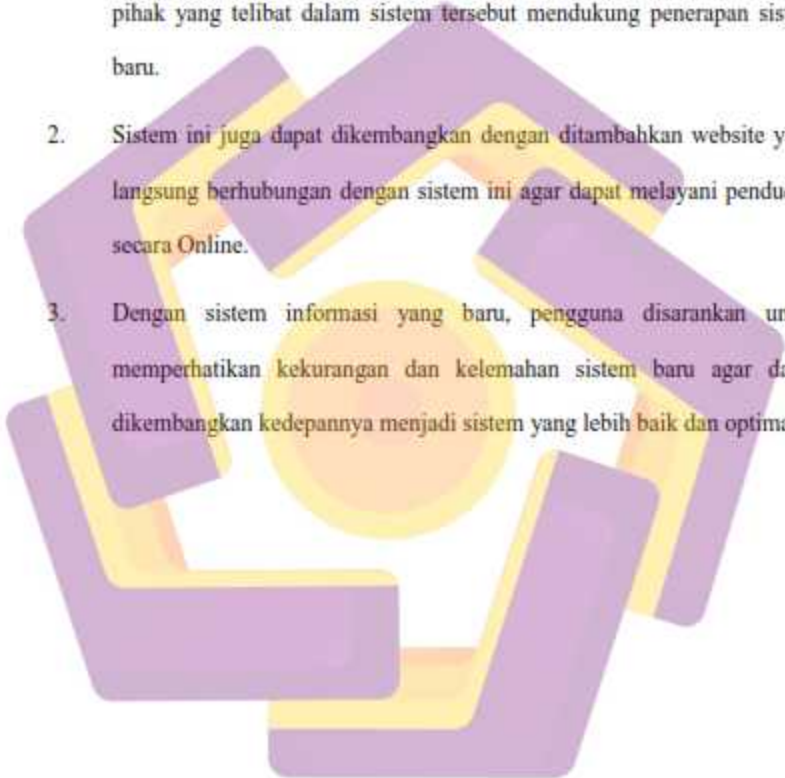 pihak yang telibat dalam sistem tersebut mendukung penerapan sis
baru.
2. Sistem ini juga dapat dikembangkan dengan ditambahkan website y
langsung berhubungan dengan sistem ini agar dapat melayani pendu
secara Online.
3. Dengan sistem informasi yang baru, pengguna disarankan un
memperhatikan kekurangan dan kelemahan sistem baru agar da
dikembangkan kedepannya menjadi sistem yang lebih baik dan optima